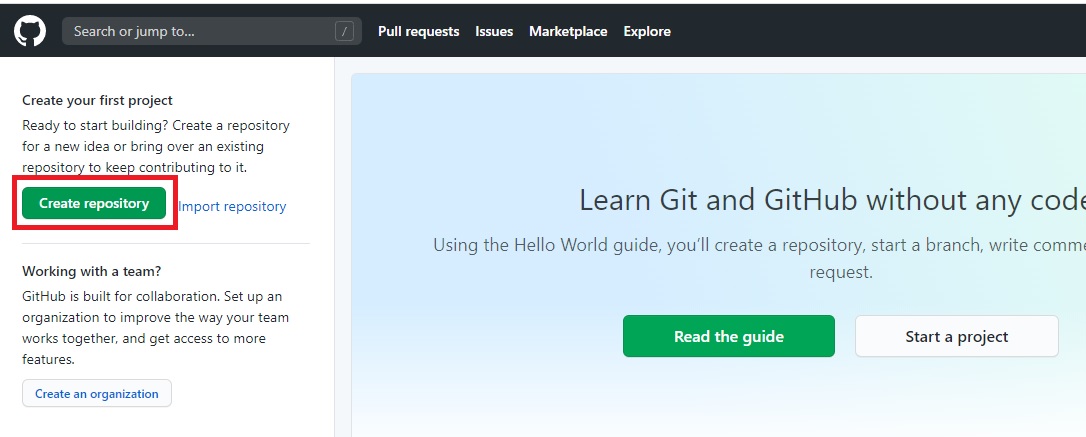 Search or jump to... /
Pull requests Issues Marketplace Explore
Create your first project
Ready to start building? Create a repository
for a new idea or bring over an existing
repository to keep contributing to it.
Create repository Import repository
Working with a team?
GitHub is built for collaboration. Set up an
organization to improve the way your team
works together, and get access to more
features.
Create an organization
Learn Git and GitHub without any code
Using the Hello World guide, you’ll create a repository, start a branch, write comme
request.
Read the guide Start a project